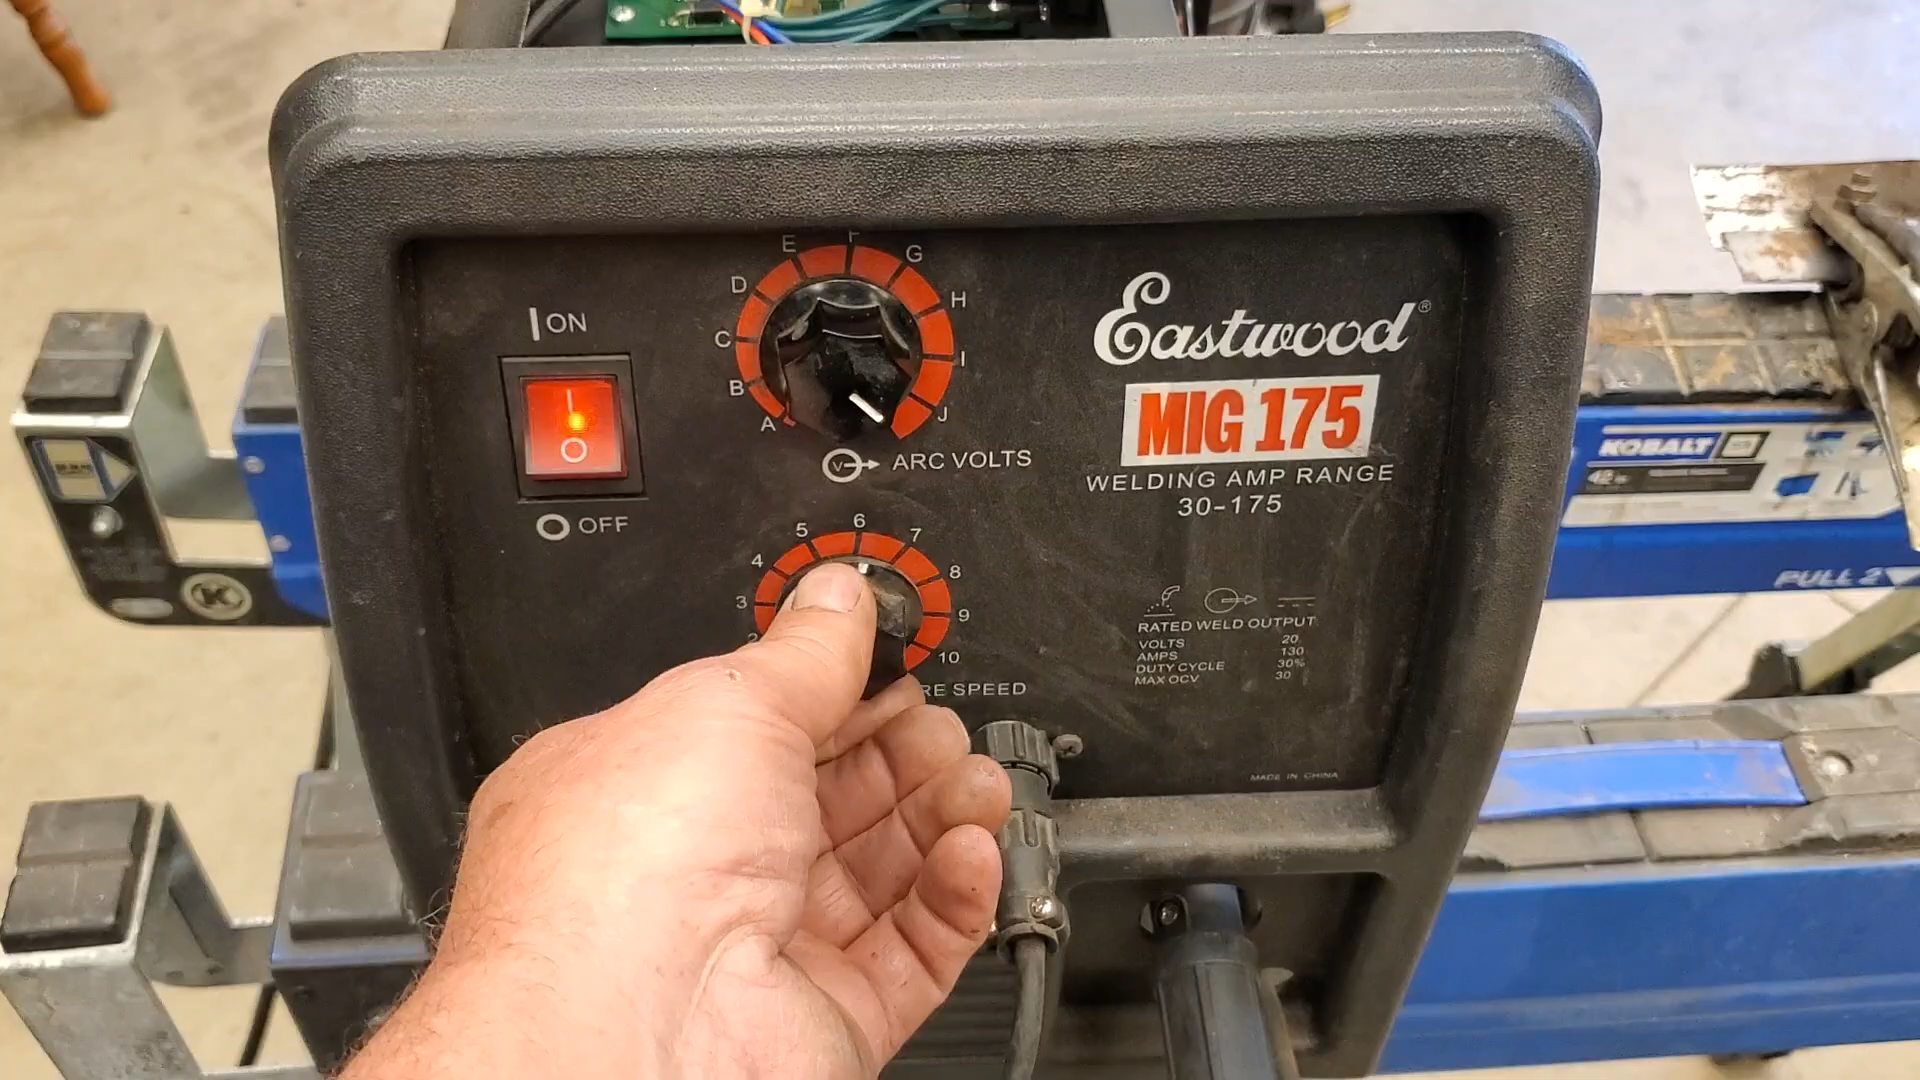 ON
OFF
A
B
C
D
E
F
G
H
I
J
V
ARC VOLTS
3
4
5
6
7
8
9
10
RE SPEED
Eastwood®
MIG 175
WELDING AMP RANGE
30-175
RATED WELD OUTPUT
VOLTS 20
AMPS 130
DUTY CYCLE 30%
MAX OCV 30
MADE IN CHINA
KOBALT
PULL 2
K